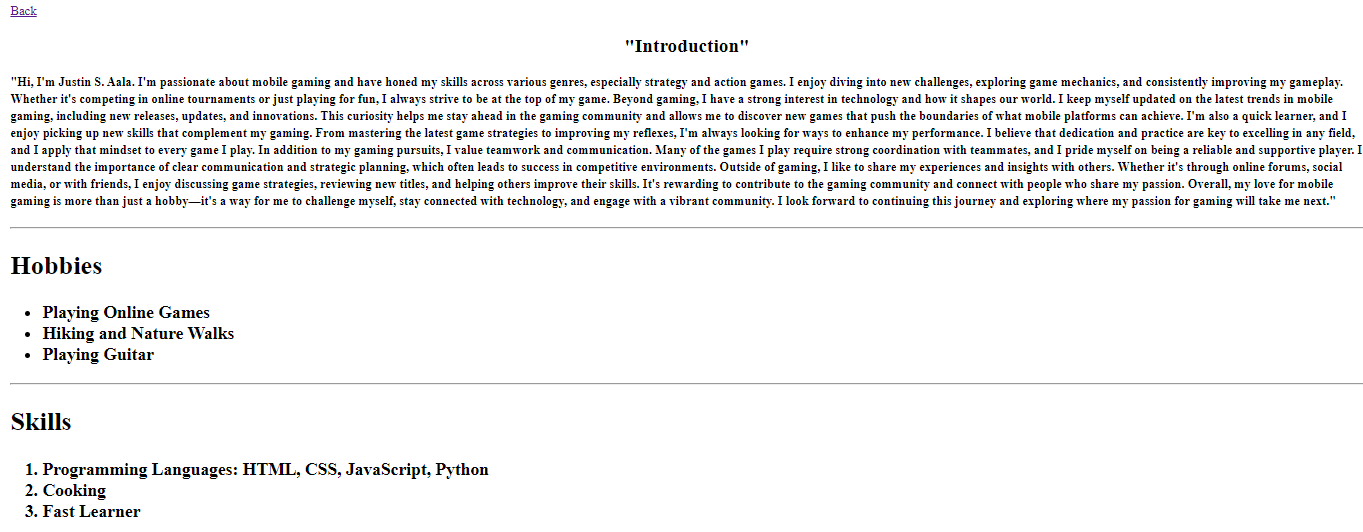 Back
"Introduction"
"Hi, I'm Justin S. Aala. I'm passionate about mobile gaming and have honed my skills across various genres, especially strategy and action games. I enjoy diving into new challenges, exploring game mechanics, and consistently improving my gameplay.
Whether it's competing in online tournaments or just playing for fun, I always strive to be at the top of my game. Beyond gaming, I have a strong interest in technology and how it shapes our world. I keep myself updated on the latest trends in mobile
gaming, including new releases, updates, and innovations. This curiosity helps me stay ahead in the gaming community and allows me to discover new games that push the boundaries of what mobile platforms can achieve. I'm also a quick learner, and I
enjoy picking up new skills that complement my gaming. From mastering the latest game strategies to improving my reflexes, I'm always looking for ways to enhance my performance. I believe that dedication and practice are key to excelling in any field,
and I apply that mindset to every game I play. In addition to my gaming pursuits, I value teamwork and communication. Many of the games I play require strong coordination with teammates, and I pride myself on being a reliable and supportive player. I
understand the importance of clear communication and strategic planning, which often leads to success in competitive environments. Outside of gaming, I like to share my experiences and insights with others. Whether it's through online forums, social
media, or with friends, I enjoy discussing game strategies, reviewing new titles, and helping others improve their skills. It's rewarding to contribute to the gaming community and connect with people who share my passion. Overall, my love for mobile
gaming is more than just a hobby—it's a way for me to challenge myself, stay connected with technology, and engage with a vibrant community. I look forward to continuing this journey and exploring where my passion for gaming will take me next."
Hobbies
• Playing Online Games
• Hiking and Nature Walks
• Playing Guitar
Skills
1. Programming Languages: HTML, CSS, JavaScript, Python
2. Cooking
3. Fast Learner